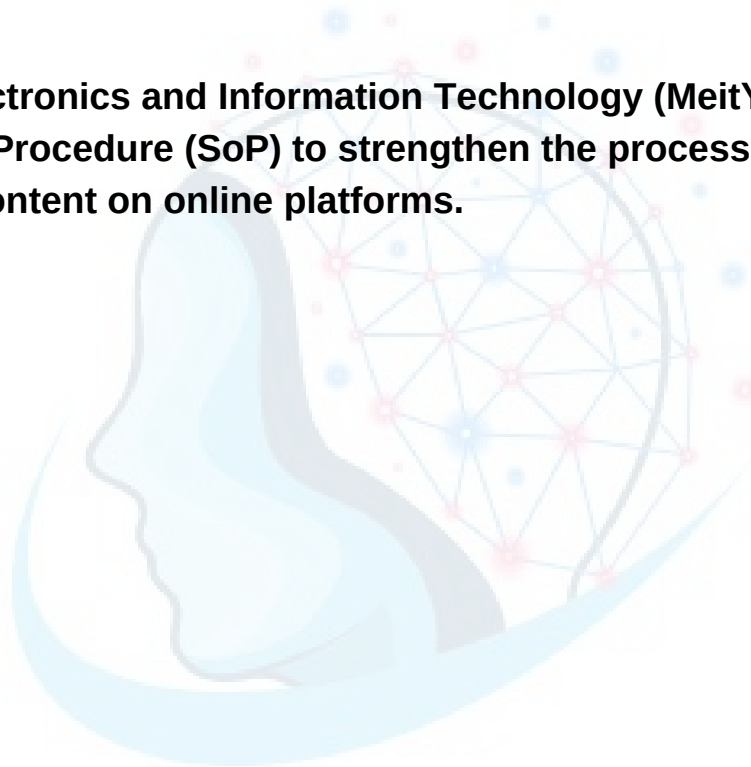 ctronics and Information Technology (MeitY
Procedure (SoP) to strengthen the process
ontent on online platforms.